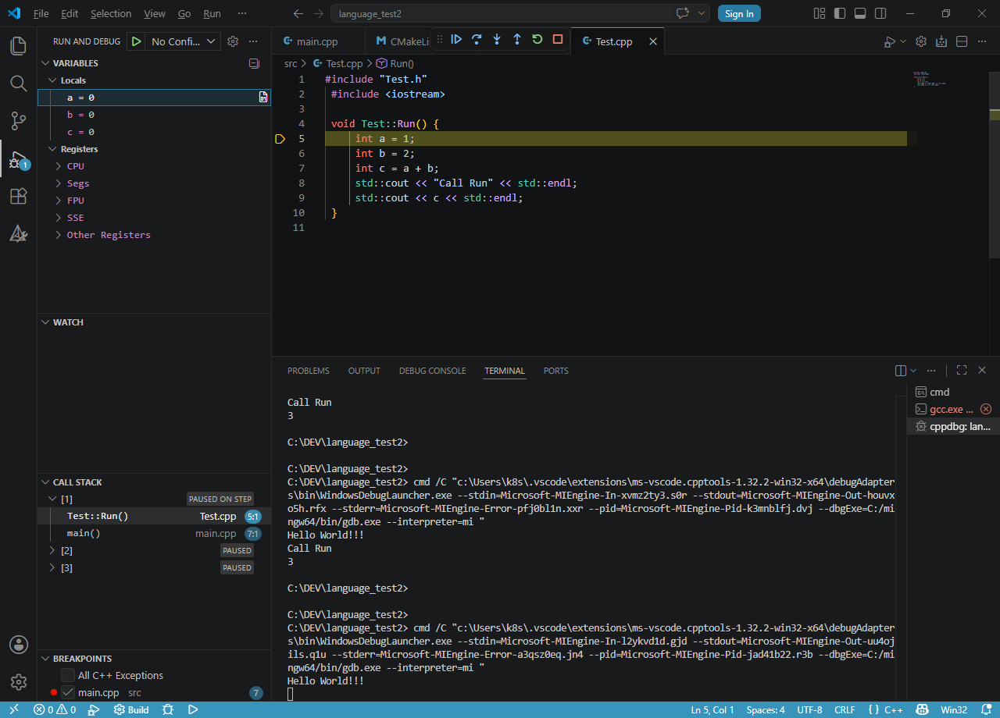 File Edit Selection View Go Run ··· language_test2 Sign In
RUN AND DEBUG No Confi... ···
main.cpp CMakeLi Test.cpp
src > Test.cpp > Run()
VARIABLES
Locals
a = 0
b = 0
c = 0
Registers
CPU
Segs
FPU
SSE
Other Registers
1 #include "Test.h"
2 #include <iostream>
3
4 void Test::Run() {
5 int a = 1;
6 int b = 2;
7 int c = a + b;
8 std::cout << "Call Run" << std::endl;
9 std::cout << c << std::endl;
10 }
11
WATCH
CALL STACK
[1] PAUSED ON STEP
Test::Run() Test.cpp 5:1
main() main.cpp 7:1
[2] PAUSED
[3] PAUSED
BREAKPOINTS
All C++ Exceptions
main.cpp src 7
1
PROBLEMS OUTPUT DEBUG CONSOLE TERMINAL PORTS
Call Run
3
C:\DEV\language_test2>
C:\DEV\language_test2>
C:\DEV\language_test2> cmd /C "c:\Users\k8s\.vscode\extensions\ms-vscode.cpptools-1.32.2-win32-x64\debugAdapter
s\bin\WindowsDebugLauncher.exe --stdin=Microsoft-MIEngine-In-xvmz2ty3.s0r --stdout=Microsoft-MIEngine-Out-houvx
o5h.rfx --stderr=Microsoft-MIEngine-Error-pfj0bl1n.xxr --pid=Microsoft-MIEngine-Pid-k3mnblfj.dvj --dbgExe=C:/mi
ngw64/bin/gdb.exe --interpreter=mi "
Hello World!!!
Call Run
3
C:\DEV\language_test2>
C:\DEV\language_test2>
C:\DEV\language_test2> cmd /C "c:\Users\k8s\.vscode\extensions\ms-vscode.cpptools-1.32.2-win32-x64\debugAdapter
s\bin\WindowsDebugLauncher.exe --stdin=Microsoft-MIEngine-In-l2ykvd1d.gjd --stdout=Microsoft-MIEngine-Out-uu4oj
ils.q1u --stderr=Microsoft-MIEngine-Error-a3qsz0eq.jn4 --pid=Microsoft-MIEngine-Pid-jad41b22.r3b --dbgExe=C:/mi
ngw64/bin/gdb.exe --interpreter=mi "
Hello World!!!
cmd
gcc.exe ...
cppdbg: lan...
0 0 Build Ln 5, Col 1 Spaces: 4 UTF-8 CRLF { } C++ Win32